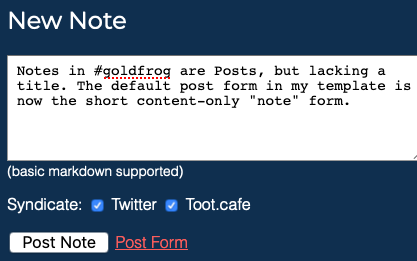 New Note
Notes in #goldfrog are Posts, but lacking a
title. The default post form in my template is
now the short content-only "note" form.
(basic markdown supported)
Syndicate: Twitter Toot.cafe
Post Note Post Form